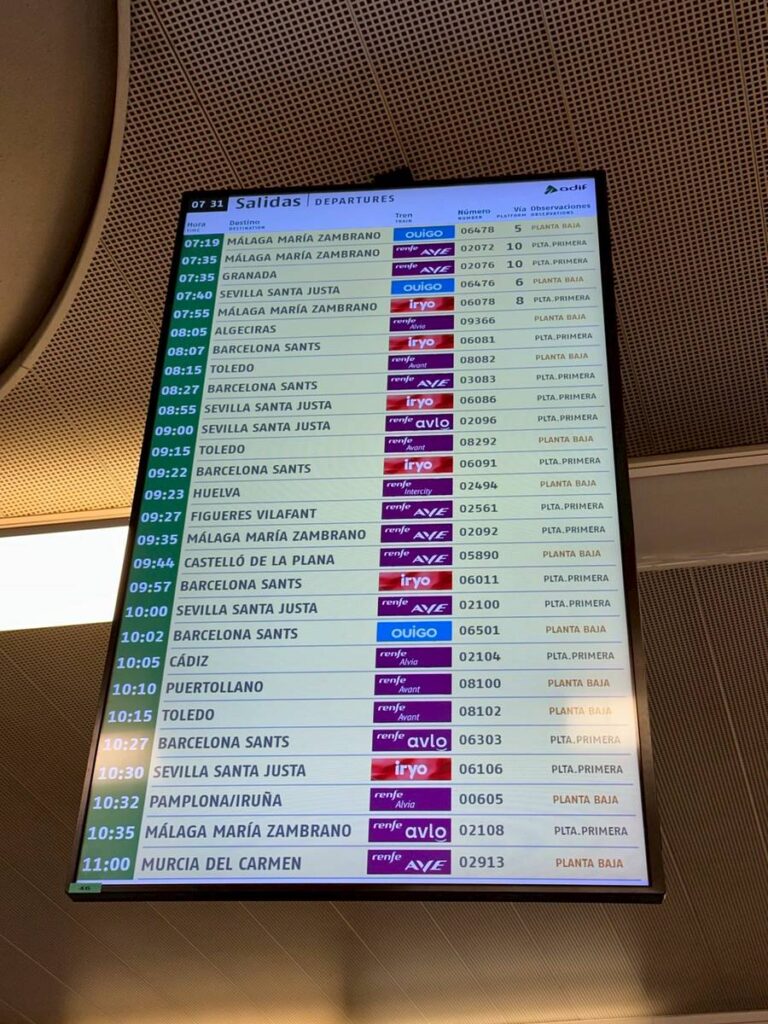 07 31 Salidas | DEPARTURES adif
Hora Destino Tren Número Vía Observaciones
TIME DESTINATION TRAIN NUMBER PLATFORM OBSERVATIONS
07:19 MÁLAGA MARÍA ZAMBRANO OUIGO 06478 5 PLANTA BAJA
07:35 MÁLAGA MARÍA ZAMBRANO renfe AVE 02072 10 PLTA.PRIMERA
07:35 GRANADA renfe AVE 02076 10 PLTA.PRIMERA
07:40 SEVILLA SANTA JUSTA OUIGO 06476 6 PLANTA BAJA
07:55 MÁLAGA MARÍA ZAMBRANO iryo 06078 8 PLTA.PRIMERA
08:05 ALGECIRAS renfe Alvia 09366 PLANTA BAJA
08:07 BARCELONA SANTS iryo 06081 PLTA.PRIMERA
08:15 TOLEDO renfe Avant 08082 PLANTA BAJA
08:27 BARCELONA SANTS renfe AVE 03083 PLTA.PRIMERA
08:55 SEVILLA SANTA JUSTA iryo 06086 PLTA.PRIMERA
09:00 SEVILLA SANTA JUSTA renfe avlo 02096 PLTA.PRIMERA
09:15 TOLEDO renfe Avant 08292 PLANTA BAJA
09:22 BARCELONA SANTS iryo 06091 PLTA.PRIMERA
09:23 HUELVA renfe Intercity 02494 PLANTA BAJA
09:27 FIGUERES VILAFANT renfe AVE 02561 PLTA.PRIMERA
09:35 MÁLAGA MARÍA ZAMBRANO renfe AVE 02092 PLTA.PRIMERA
09:44 CASTELLÓ DE LA PLANA renfe AVE 05890 PLANTA BAJA
09:57 BARCELONA SANTS iryo 06011 PLTA.PRIMERA
10:00 SEVILLA SANTA JUSTA renfe AVE 02100 PLTA.PRIMERA
10:02 BARCELONA SANTS OUIGO 06501 PLANTA BAJA
10:05 CÁDIZ renfe Alvia 02104 PLTA.PRIMERA
10:10 PUERTOLLANO renfe Avant 08100 PLANTA BAJA
10:15 TOLEDO renfe Avant 08102 PLANTA BAJA
10:27 BARCELONA SANTS renfe avlo 06303 PLTA.PRIMERA
10:30 SEVILLA SANTA JUSTA iryo 06106 PLTA.PRIMERA
10:32 PAMPLONA/IRUÑA renfe Alvia 00605 PLANTA BAJA
10:35 MÁLAGA MARÍA ZAMBRANO renfe avlo 02108 PLTA.PRIMERA
11:00 MURCIA DEL CARMEN renfe AVE 02913 PLANTA BAJA